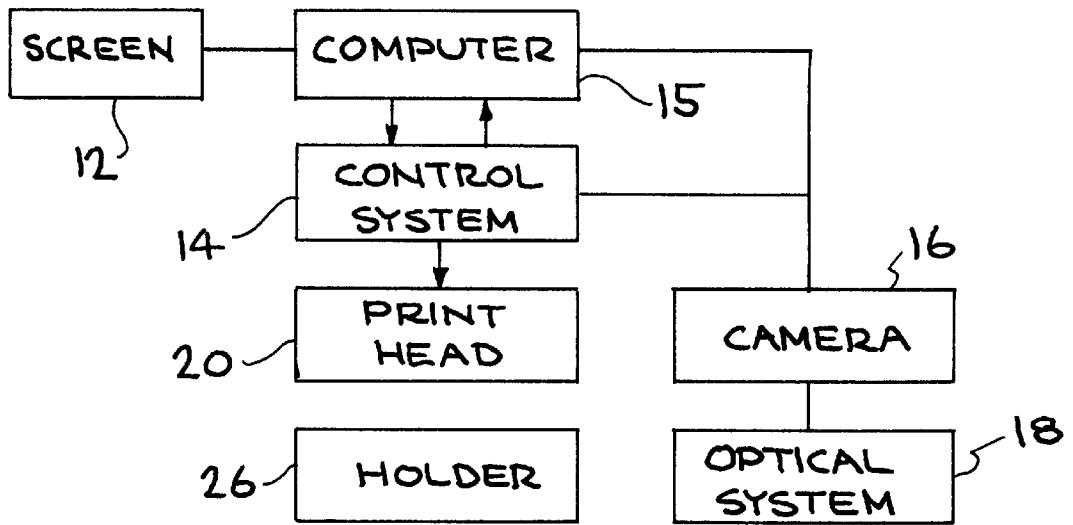 SCREEN
COMPUTER
15
12
CONTROL
SYSTEM
14
16
PRINT
HEAD
20
CAMERA
18
HOLDER
26
OPTICAL
SYSTEM